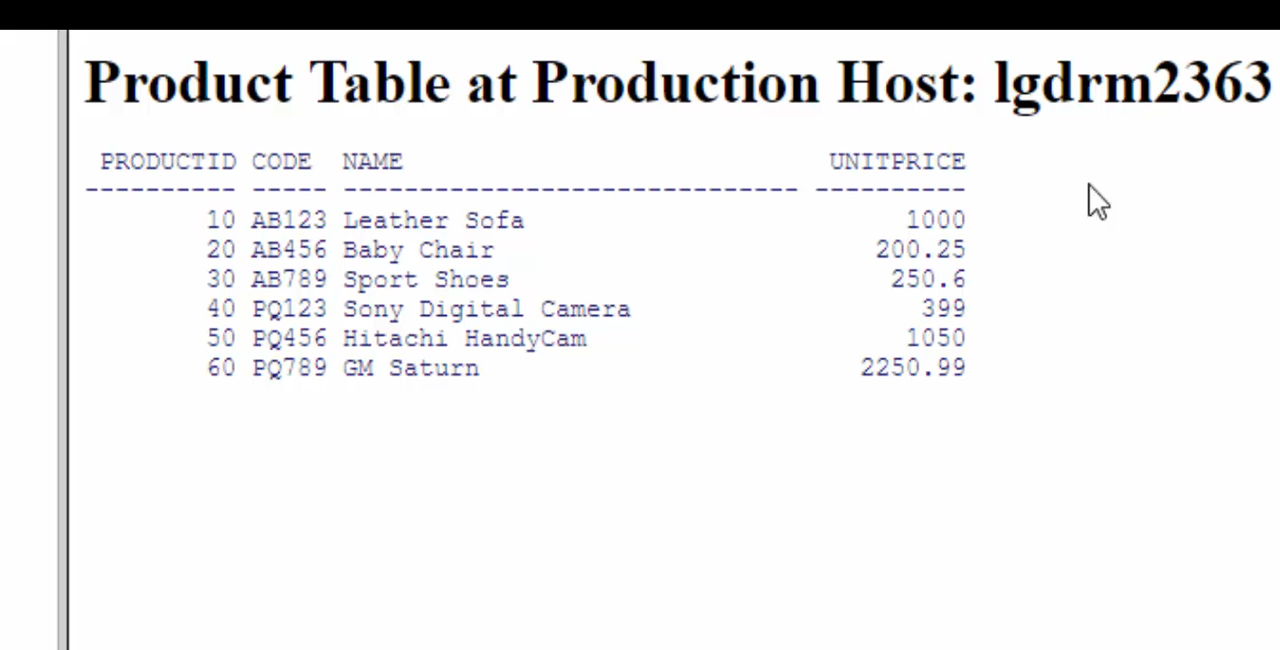 Product Table at Production Host: lgdrm2363
PRODUCTID CODE NAME UNITPRICE
---------- ----- ------------------------------ ----------
10 AB123 Leather Sofa 1000
20 AB456 Baby Chair 200.25
30 AB789 Sport Shoes 250.6
40 PQ123 Sony Digital Camera 399
50 PQ456 Hitachi HandyCam 1050
60 PQ789 GM Saturn 2250.99